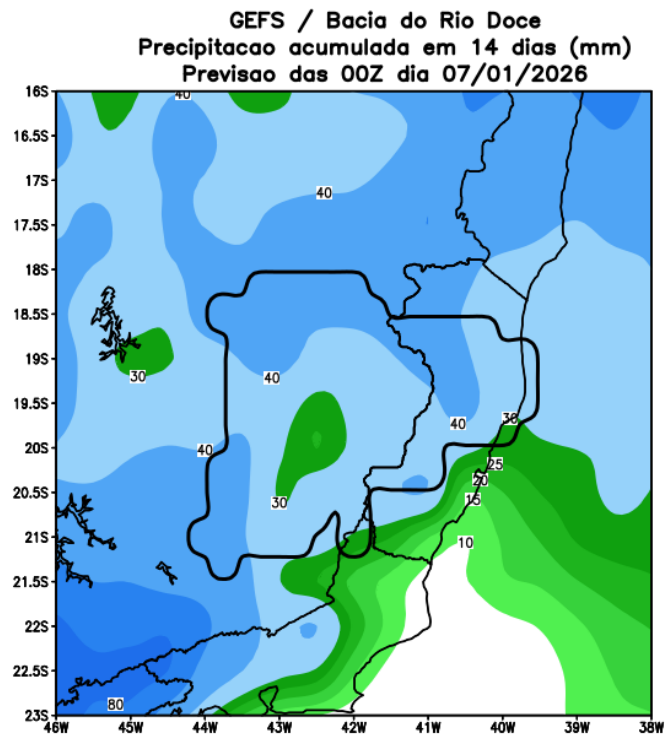 GEFS / Bacia do Rio Doce
Precipitacao acumulada em 14 dias (mm)
Previsao das 00Z dia 07/01/2026
16S
40
16.5S
17S
40
17.5S
18S
18.5S
19S
30
40
19.5S
40
30
20S
40
25
20.5S
20
30
15
21S
10
21.5S
22S
22.5S
80
23S
46W
45W
44W
43W
42W
41W
40W
39W
38W